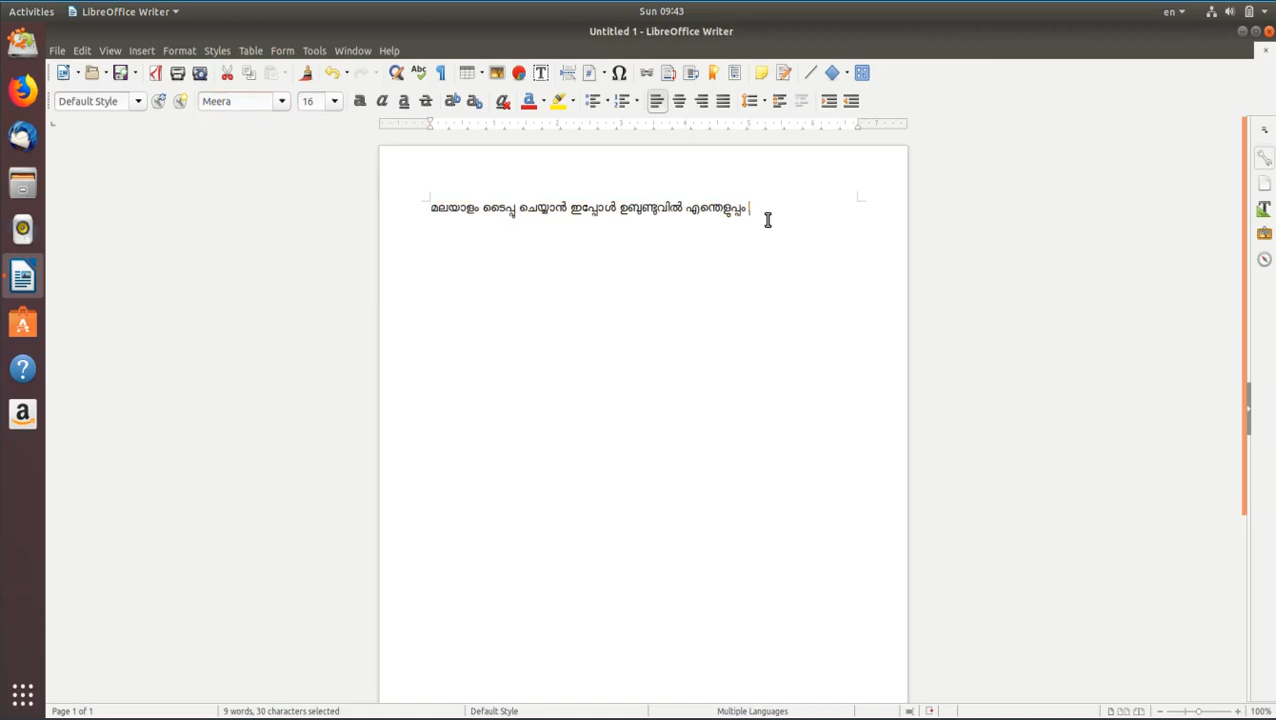 Activities LibreOffice Writer Sun 09:43 en
Untitled 1 - LibreOffice Writer
File Edit View Insert Format Styles Table Form Tools Window Help
Default Style Meera 16
മലയാളം ടൈപ്പു ചെയ്യാൻ ഇപ്പോൾ ഉബുണ്ടുവിൽ എന്തെളുപ്പം
Page 1 of 1 9 words, 30 characters selected Default Style Multiple Languages 100%